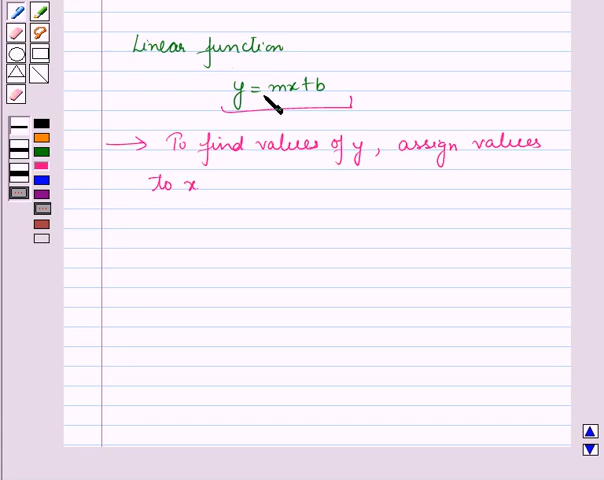 Linear function
y = mx + b
→ To find values of y, assign values
to x